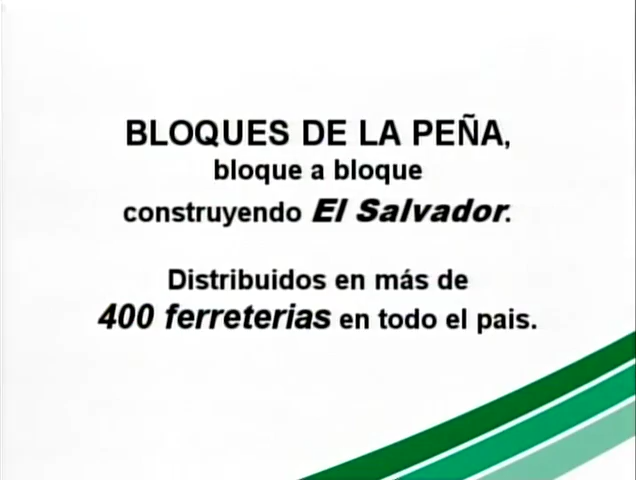 BLOQUES DE LA PEÑA,
bloque a bloque
construyendo El Salvador.
Distribuidos en más de
400 ferreterias en todo el pais.